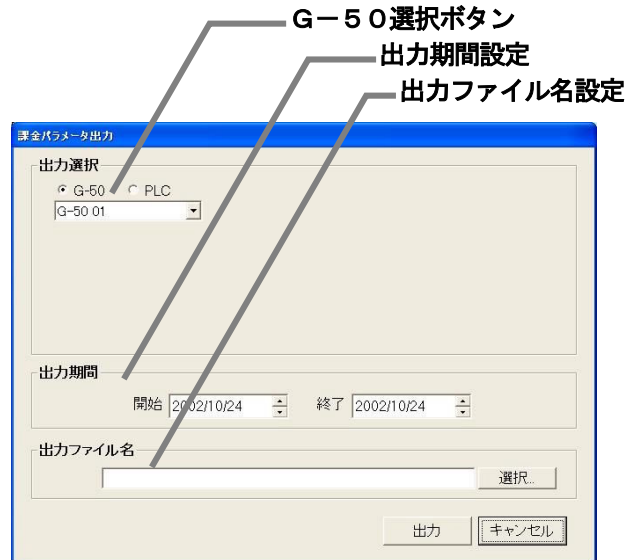 G－50選択ボタン
出力期間設定
出力ファイル名設定
課金パラメータ出力
出力選択
G-50 PLC
G-50 01
出力期間
開始 2002/10/24 終了 2002/10/24
出力ファイル名
選択...
出力 キャンセル